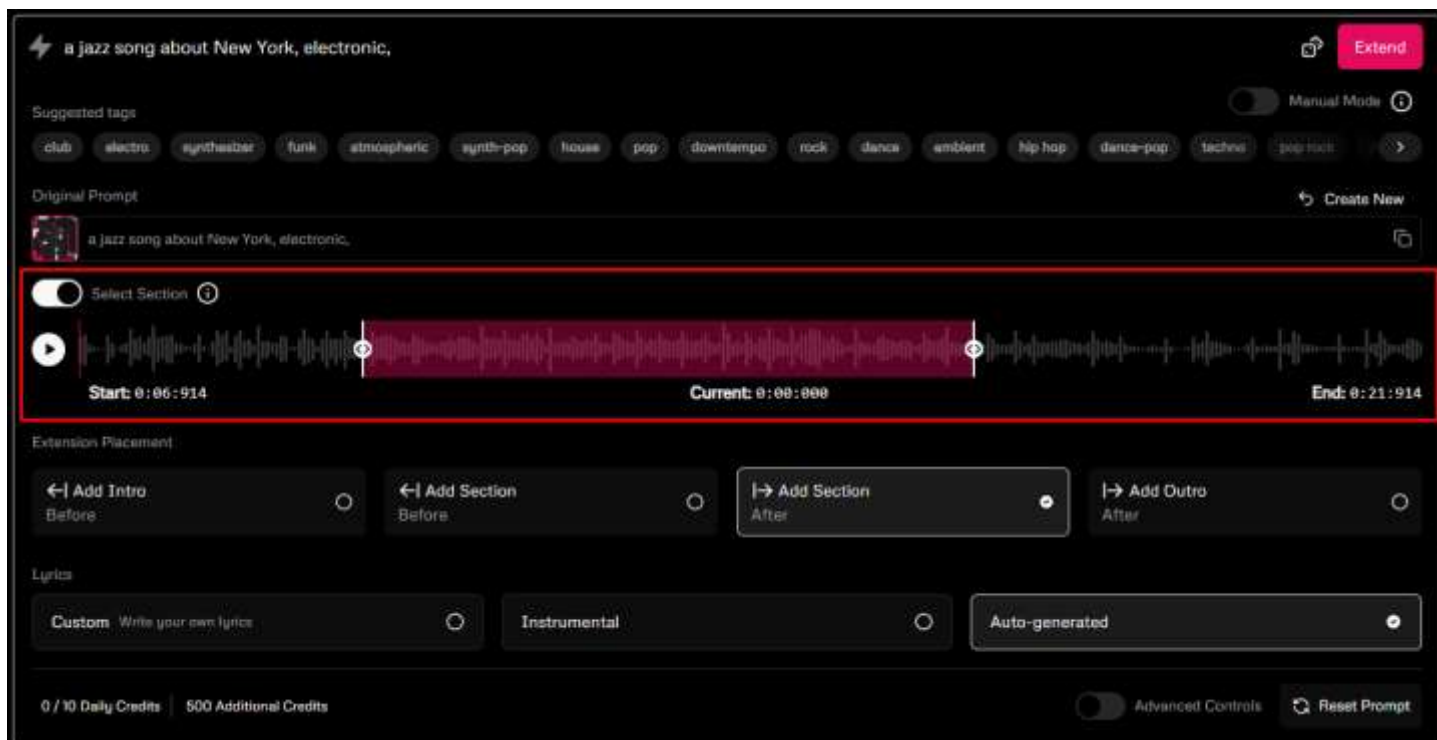 a jazz song about New York, electronic,
Extend
Manual Mode
Suggested tags
club electro synthesizer funk atmospheric synth-pop house pop downtempo rock dance ambient hip hop dance-pop techno pop rock
Original Prompt
Create New
a jazz song about New York, electronic,
Select Section
Start: 0:06:914 Current: 0:00:000 End: 0:21:914
Extension Placement
Add Intro Add Section Add Section Add Outro
Before Before After After
Lyrics
Custom Write your own lyrics Instrumental Auto-generated
0 / 10 Daily Credits 500 Additional Credits Advanced Controls Reset Prompt